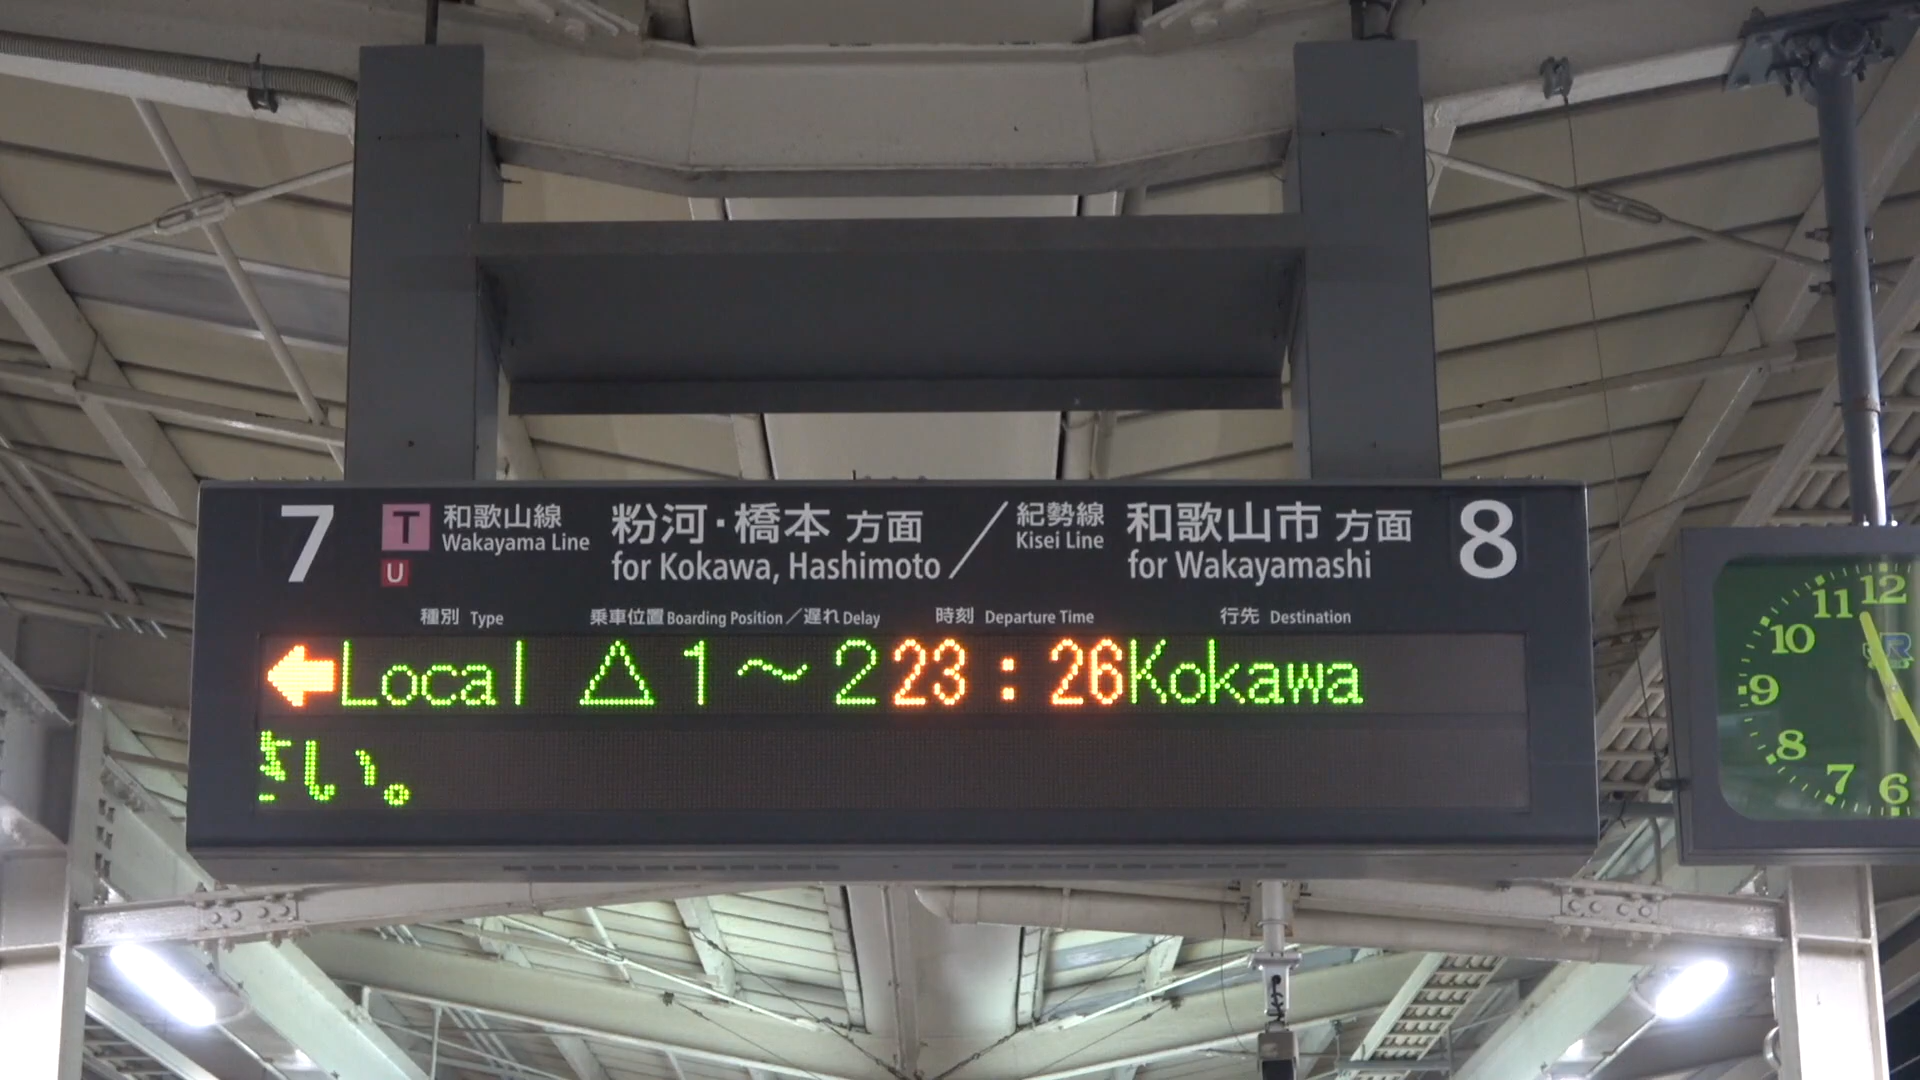 7 T 和歌山線 粉河・橋本 方面 / 紀勢線 和歌山市 方面 8
U Wakayama Line for Kokawa, Hashimoto Kisei Line for Wakayamashi
種別 Type 乗車位置 Boarding Position/遅れ Delay 時刻 Departure Time 行先 Destination
←Local △1～2 23:26 Kokawa
さい。
12
11
10
9
8
7
6
JR